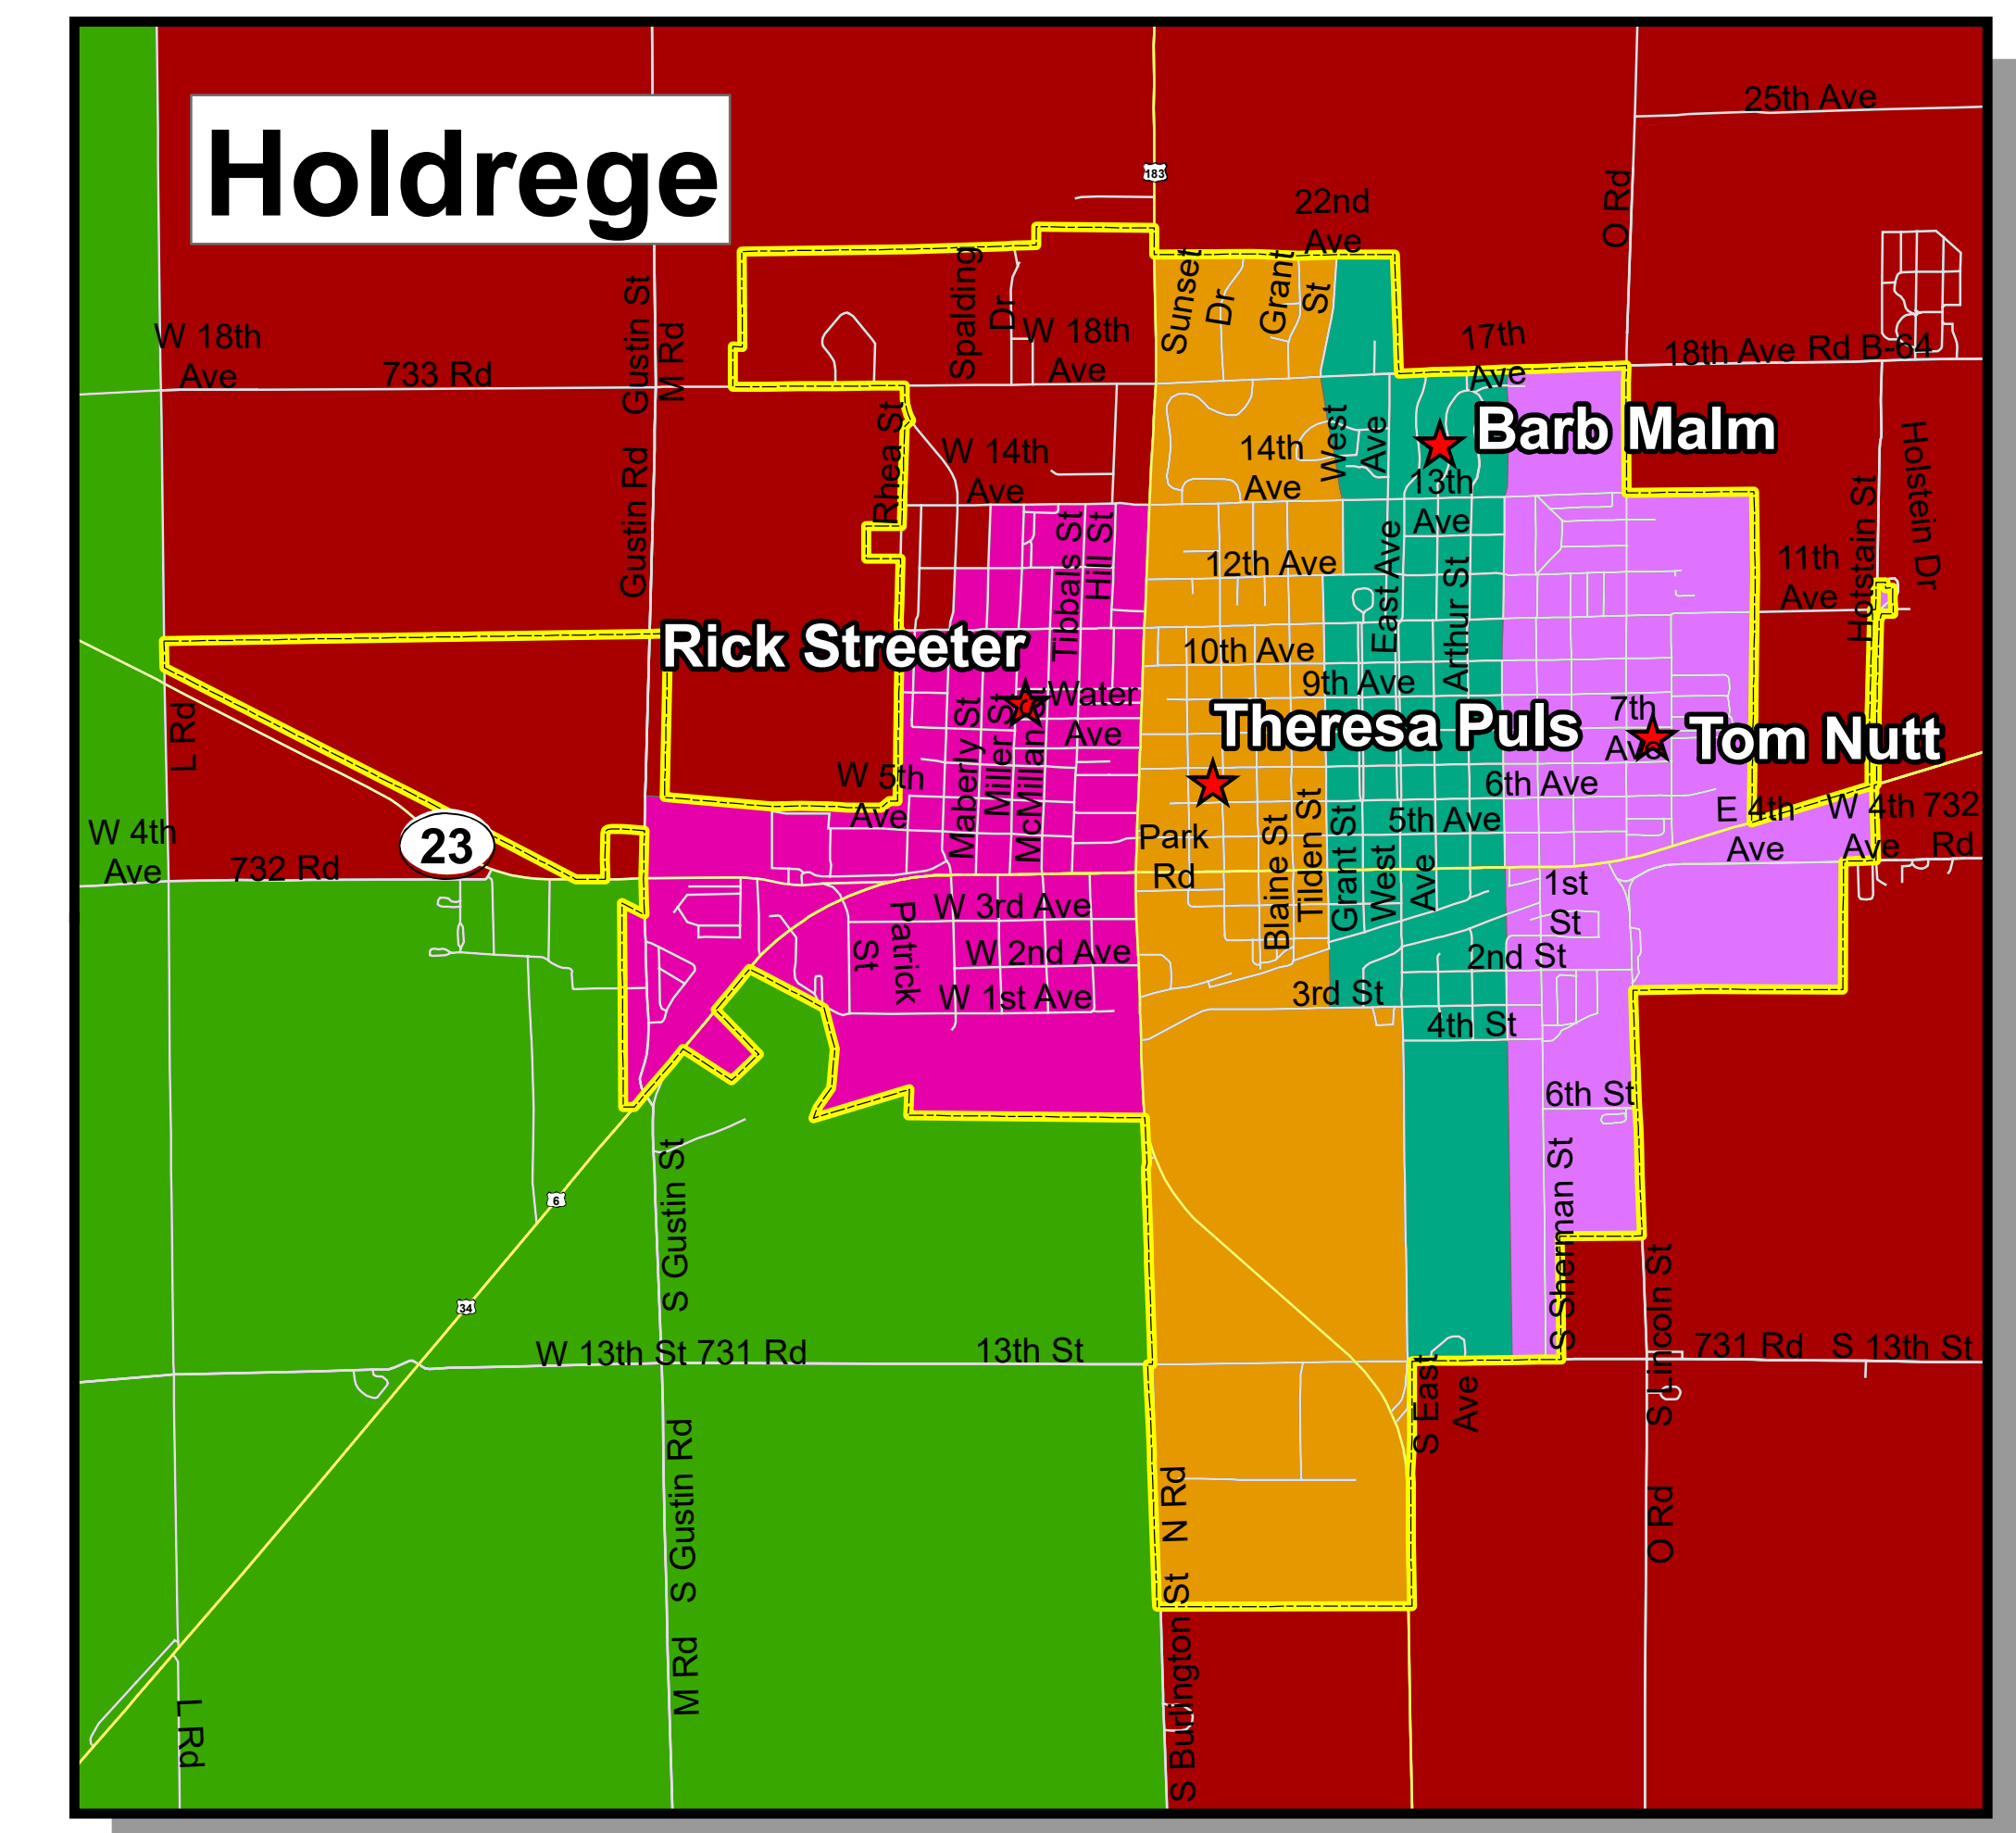 Holdrege
25th Ave
183
22nd
Ave
O Rd
Gustin St
M Rd
Spalding
Dr
Sunset
Dr
Grant
St
W 18th
Ave
733 Rd
W 18th
Ave
17th
Ave
18th Ave Rd B-64
Barb Malm
Rhea St
Gustin Rd
W 14th
Ave
14th
Ave
West
Ave
13th
Ave
Holstein Dr
Hotstain St
Tibbals St
Hill St
12th Ave
East Ave
Arthur St
11th
Ave
Rick Streeter
10th Ave
9th Ave
L Rd
Water
Ave
Maberly St
Miller St
McMillan St
Theresa Puls
7th
Ave
Tom Nutt
W 5th
Ave
6th Ave
5th Ave
E 4th
Ave
W 4th
Ave
732
Rd
W 4th
Ave
732 Rd
23
Park
Rd
Blaine St
Tilden St
Grant St
West
Ave
1st
St
Patrick
St
W 3rd Ave
W 2nd Ave
W 1st Ave
2nd St
3rd St
4th St
6th St
6
34
S Gustin St
S Sherman St
S Lincoln St
W 13th St 731 Rd
13th St
731 Rd
S 13th St
S East
Ave
S Gustin Rd
N Rd
S
O Rd
M Rd
S Burlington St
L Rd